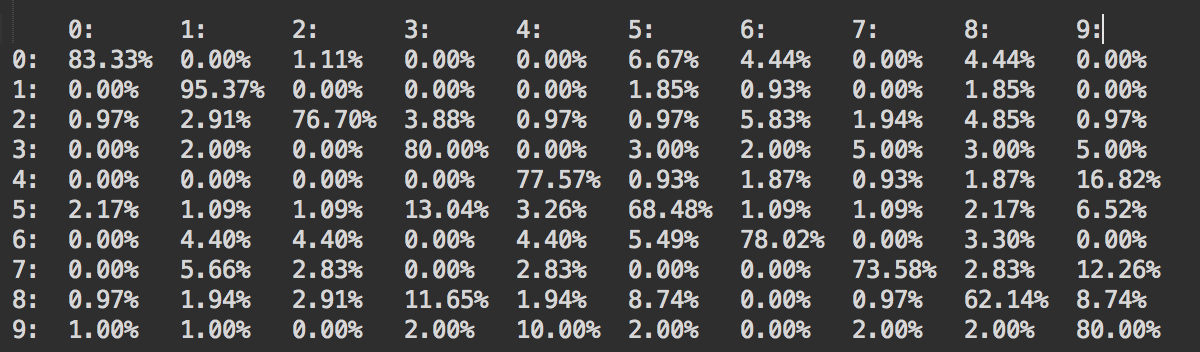 0: 1: 2: 3: 4: 5: 6: 7: 8: 9:
0: 83.33% 0.00% 1.11% 0.00% 0.00% 6.67% 4.44% 0.00% 4.44% 0.00%
1: 0.00% 95.37% 0.00% 0.00% 0.00% 1.85% 0.93% 0.00% 1.85% 0.00%
2: 0.97% 2.91% 76.70% 3.88% 0.97% 0.97% 5.83% 1.94% 4.85% 0.97%
3: 0.00% 2.00% 0.00% 80.00% 0.00% 3.00% 2.00% 5.00% 3.00% 5.00%
4: 0.00% 0.00% 0.00% 0.00% 77.57% 0.93% 1.87% 0.93% 1.87% 16.82%
5: 2.17% 1.09% 1.09% 13.04% 3.26% 68.48% 1.09% 1.09% 2.17% 6.52%
6: 0.00% 4.40% 4.40% 0.00% 4.40% 5.49% 78.02% 0.00% 3.30% 0.00%
7: 0.00% 5.66% 2.83% 0.00% 2.83% 0.00% 0.00% 73.58% 2.83% 12.26%
8: 0.97% 1.94% 2.91% 11.65% 1.94% 8.74% 0.00% 0.97% 62.14% 8.74%
9: 1.00% 1.00% 0.00% 2.00% 10.00% 2.00% 0.00% 2.00% 2.00% 80.00%